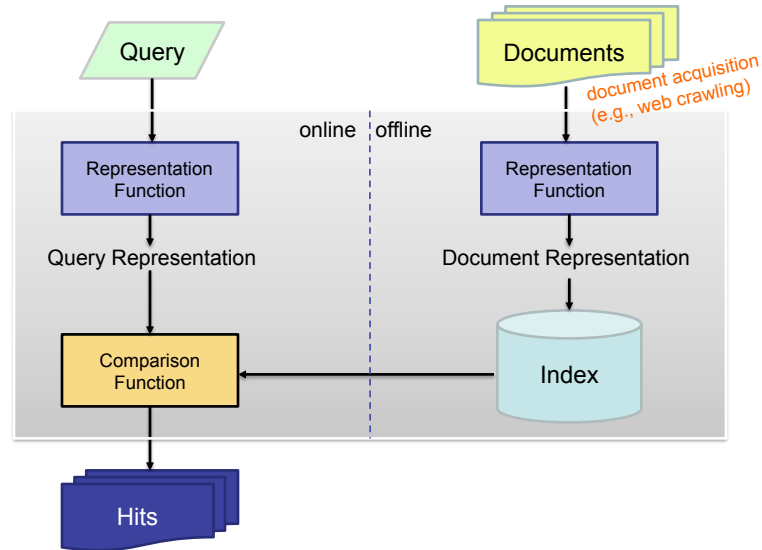 Query
Documents
document acquisition
(e.g., web crawling)
online
offline
Representation
Function
Representation
Function
Query Representation
Document Representation
Comparison
Function
Index
Hits